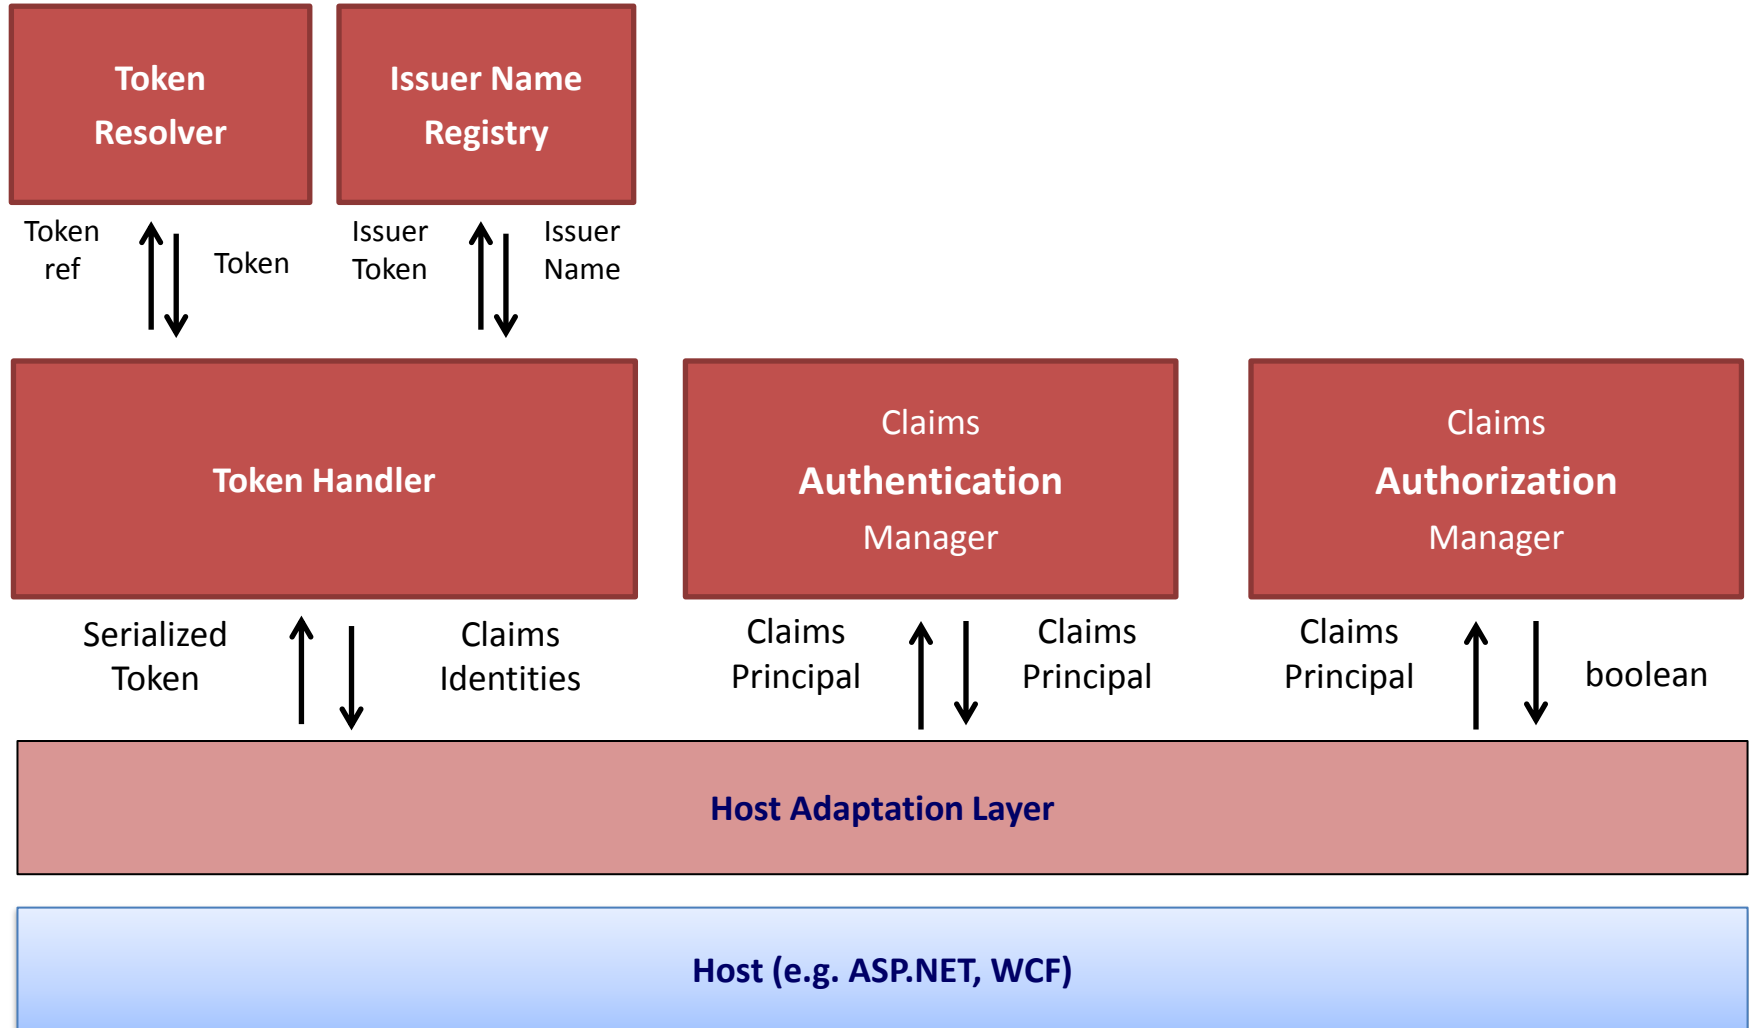 Token
Resolver
Issuer Name
Registry
Token
ref
Token
Issuer
Token
Issuer
Name
Token Handler
Claims
Authentication
Manager
Claims
Authorization
Manager
Serialized
Token
Claims
Identities
Claims
Principal
Claims
Principal
Claims
Principal
boolean
Host Adaptation Layer
Host (e.g. ASP.NET, WCF)